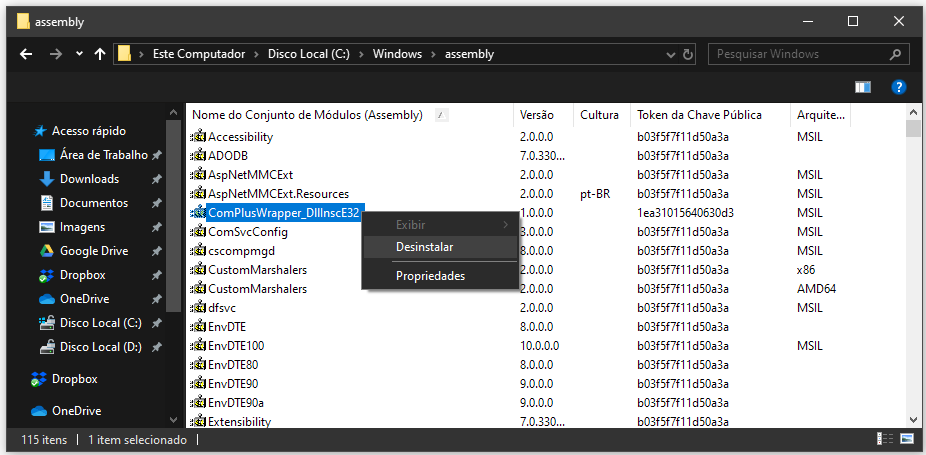 assembly
Este Computador > Disco Local (C:) > Windows > assembly
Pesquisar Windows
Acesso rápido
Área de Trabalho
Downloads
Documentos
Imagens
Google Drive
Dropbox
OneDrive
Disco Local (C:)
Disco Local (D:)
Dropbox
OneDrive
Nome do Conjunto de Módulos (Assembly) Versão Cultura Token da Chave Pública Arquite...
Accessibility 2.0.0.0 b03f5f7f11d50a3a MSIL
ADODB 7.0.330... b03f5f7f11d50a3a
AspNetMMCExt 2.0.0.0 b03f5f7f11d50a3a MSIL
AspNetMMCExt.Resources 2.0.0.0 pt-BR b03f5f7f11d50a3a MSIL
ComPlusWrapper_DllInscE32 1.0.0.0 1ea31015640630d3 MSIL
ComSvcConfig 3.0.0.0 b03f5f7f11d50a3a MSIL
cscompmgd 8.0.0.0 b03f5f7f11d50a3a MSIL
CustomMarshalers 2.0.0.0 b03f5f7f11d50a3a x86
CustomMarshalers 2.0.0.0 b03f5f7f11d50a3a AMD64
dfsvc 2.0.0.0 b03f5f7f11d50a3a MSIL
EnvDTE 8.0.0.0 b03f5f7f11d50a3a
EnvDTE100 10.0.0.0 b03f5f7f11d50a3a MSIL
EnvDTE80 8.0.0.0 b03f5f7f11d50a3a
EnvDTE90 9.0.0.0 b03f5f7f11d50a3a
EnvDTE90a 9.0.0.0 b03f5f7f11d50a3a
Extensibility 7.0.330... b03f5f7f11d50a3a
Exibir
Desinstalar
Propriedades
115 itens | 1 item selecionado |